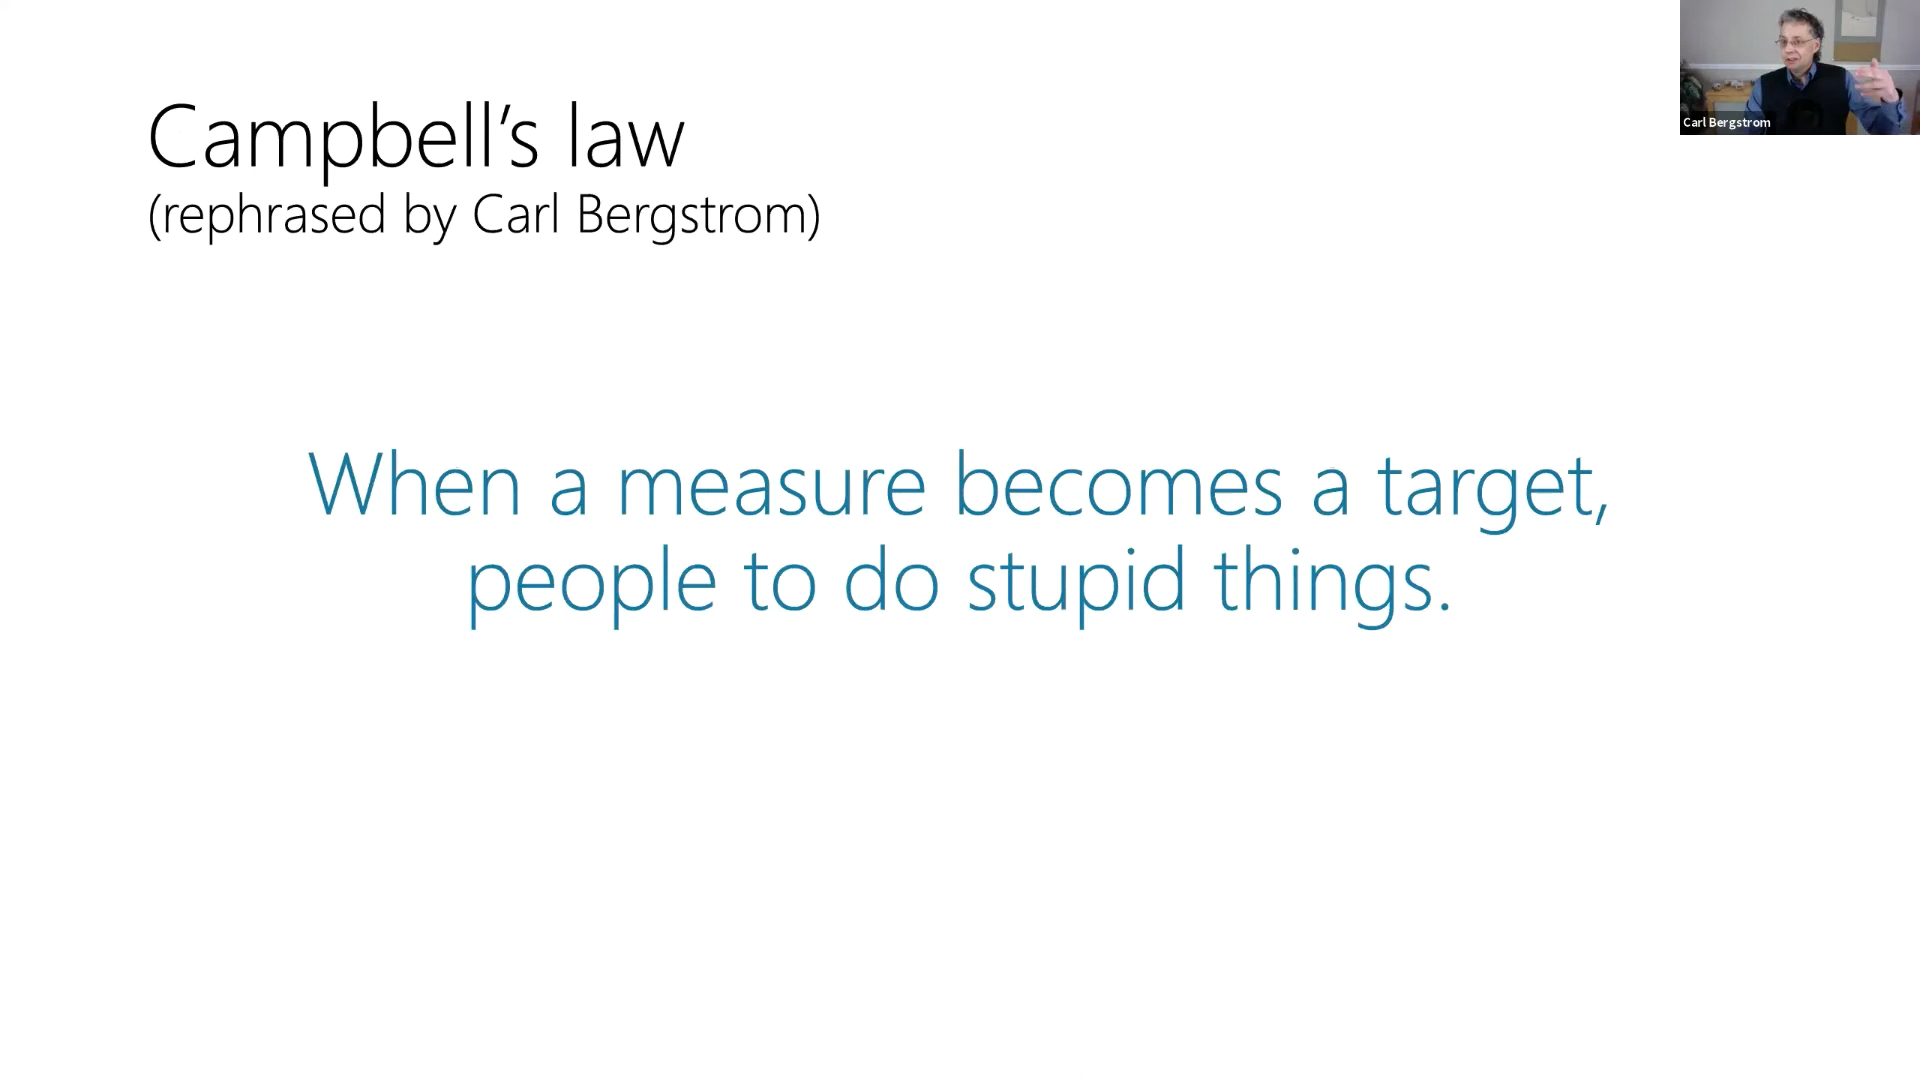 Campbell’s law
(rephrased by Carl Bergstrom)
When a measure becomes a target,
people to do stupid things.
Carl Bergstrom